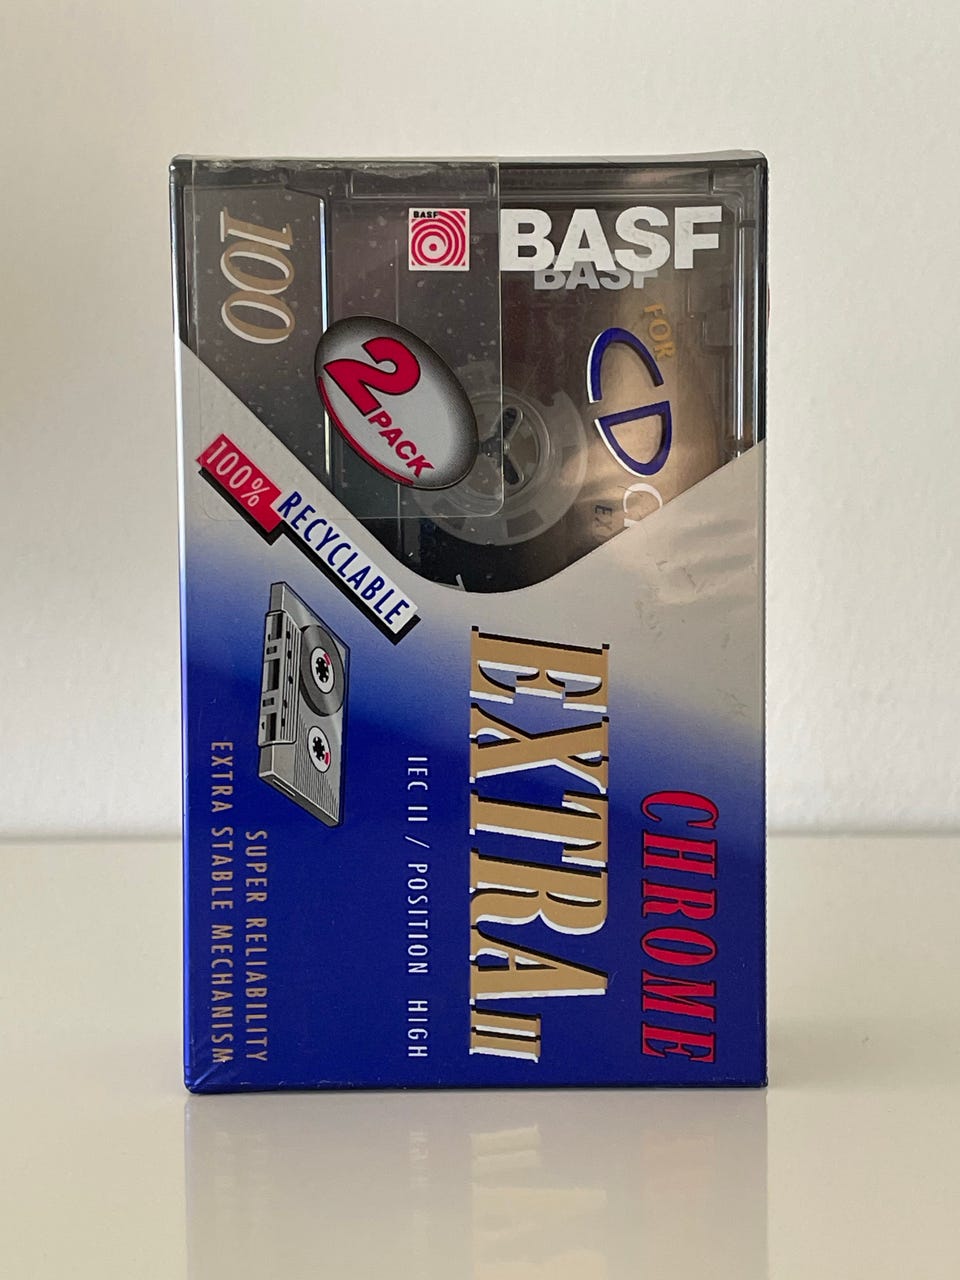 BASF
BASF
BASF
100
2
PACK
FOR
CD
100% RECYCLABLE
CHROME
EXTRA II
IEC II / POSITION HIGH
SUPER RELIABILITY
EXTRA STABLE MECHANISM